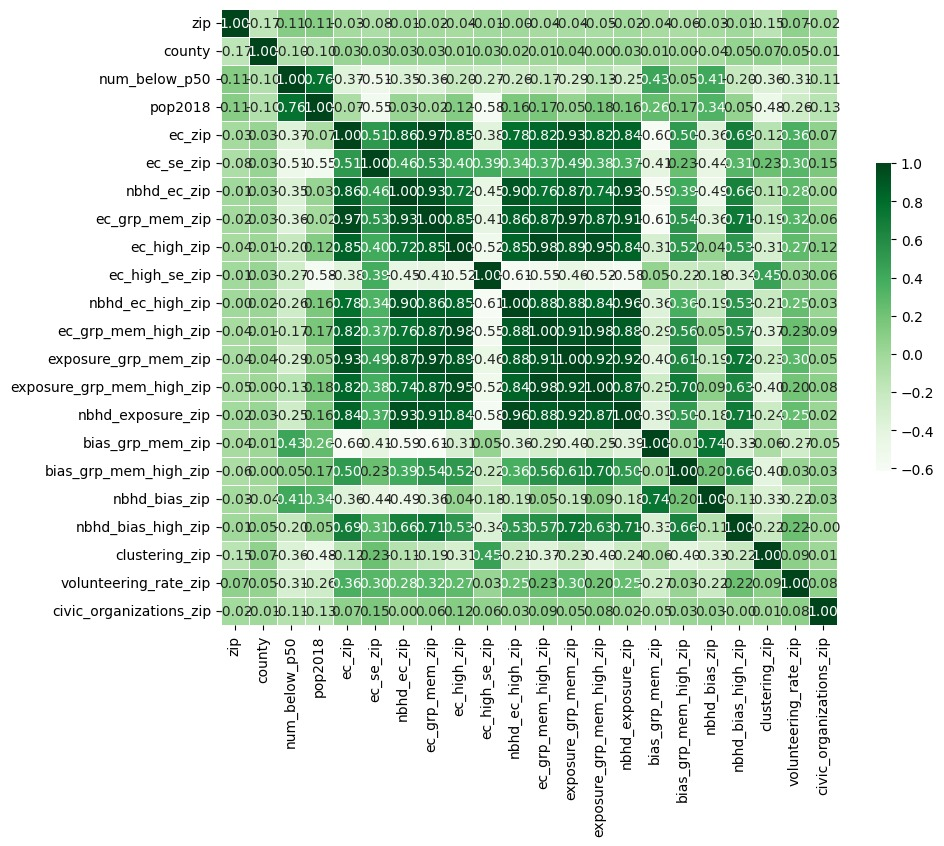 zip 1.00 -0.17 0.11 0.11 -0.03 -0.08 -0.01 -0.02 -0.04 -0.01 -0.00 -0.04 -0.04 -0.05 -0.02 -0.04 -0.06 -0.03 -0.01 -0.15 -0.07 -0.02
county -0.17 1.00 -0.10 -0.10 0.03 0.03 0.03 0.03 0.01 0.03 0.02 0.01 0.04 0.00 0.03 0.01 0.00 -0.04 0.05 0.07 0.05 -0.01
num_below_p50 0.11 -0.10 1.00 0.76 -0.37 -0.51 -0.35 -0.36 -0.20 -0.27 -0.26 -0.17 -0.29 -0.13 -0.25 0.43 0.05 0.41 -0.20 -0.36 -0.31 -0.11
pop2018 0.11 -0.10 0.76 1.00 -0.07 -0.55 0.03 -0.02 0.12 -0.58 0.16 0.17 0.05 0.18 0.16 0.26 0.17 0.34 0.05 -0.48 -0.26 -0.13
ec_zip -0.03 0.03 -0.37 -0.07 1.00 0.51 0.86 0.97 0.85 -0.38 0.78 0.82 0.93 0.82 0.84 -0.60 0.50 -0.36 0.69 -0.12 0.36 0.07
ec_se_zip -0.08 0.03 -0.51 -0.55 0.51 1.00 0.46 0.53 0.40 0.39 0.34 0.37 0.49 0.38 0.37 -0.41 0.23 -0.44 0.31 0.23 0.30 0.15
nbhd_ec_zip -0.01 0.03 -0.35 0.03 0.86 0.46 1.00 0.93 0.72 -0.45 0.90 0.76 0.87 0.74 0.93 -0.59 0.39 -0.49 0.66 -0.11 0.28 0.00
ec_grp_mem_zip -0.02 0.03 -0.36 -0.02 0.97 0.53 0.93 1.00 0.85 -0.41 0.86 0.87 0.97 0.87 0.91 -0.61 0.54 -0.36 0.71 -0.19 0.32 0.06
ec_high_zip -0.04 0.01 -0.20 0.12 0.85 0.40 0.72 0.85 1.00 -0.52 0.85 0.98 0.89 0.95 0.84 -0.31 0.52 0.04 0.53 -0.31 0.27 0.12
ec_high_se_zip -0.01 0.03 -0.27 -0.58 -0.38 0.39 -0.45 -0.41 -0.52 1.00 -0.61 -0.55 -0.46 -0.52 -0.58 0.05 -0.22 -0.18 -0.34 0.45 0.03 0.06
nbhd_ec_high_zip -0.00 0.02 -0.26 0.16 0.78 0.34 0.90 0.86 0.85 -0.61 1.00 0.88 0.88 0.84 0.96 -0.36 0.36 -0.19 0.53 -0.21 0.25 0.03
ec_grp_mem_high_zip -0.04 0.01 -0.17 0.17 0.82 0.37 0.76 0.87 0.98 -0.55 0.88 1.00 0.91 0.98 0.88 -0.29 0.56 0.05 0.57 -0.37 0.23 0.09
exposure_grp_mem_zip -0.04 0.04 -0.29 0.05 0.93 0.49 0.87 0.97 0.89 -0.46 0.88 0.91 1.00 0.92 0.92 -0.40 0.61 -0.19 0.72 -0.23 0.30 0.05
exposure_grp_mem_high_zip -0.05 0.00 -0.13 0.18 0.82 0.38 0.74 0.87 0.95 -0.52 0.84 0.98 0.92 1.00 0.87 -0.25 0.70 0.09 0.63 -0.40 0.20 0.08
nbhd_exposure_zip -0.02 0.03 -0.25 0.16 0.84 0.37 0.93 0.91 0.84 -0.58 0.96 0.88 0.92 0.87 1.00 -0.39 0.50 -0.18 0.71 -0.24 0.25 0.02
bias_grp_mem_zip -0.04 0.01 0.43 0.26 -0.60 -0.41 -0.59 -0.61 -0.31 0.05 -0.36 -0.29 -0.40 -0.25 -0.39 1.00 -0.01 0.74 -0.33 -0.06 -0.27 -0.05
bias_grp_mem_high_zip -0.06 0.00 0.05 0.17 0.50 0.23 0.39 0.54 0.52 -0.22 0.36 0.56 0.61 0.70 0.50 -0.01 1.00 0.20 0.66 -0.40 0.03 0.03
nbhd_bias_zip -0.03 -0.04 0.41 0.34 -0.36 -0.44 -0.49 -0.36 0.04 -0.18 -0.19 0.05 -0.19 0.09 -0.18 0.74 0.20 1.00 -0.11 -0.33 -0.22 0.03
nbhd_bias_high_zip -0.01 0.05 -0.20 0.05 0.69 0.31 0.66 0.71 0.53 -0.34 0.53 0.57 0.72 0.63 0.71 -0.33 0.66 -0.11 1.00 -0.22 0.22 -0.00
clustering_zip -0.15 0.07 -0.36 -0.48 -0.12 0.23 -0.11 -0.19 -0.31 0.45 -0.21 -0.37 -0.23 -0.40 -0.24 -0.06 -0.40 -0.33 -0.22 1.00 0.09 0.01
volunteering_rate_zip -0.07 0.05 -0.31 -0.26 0.36 0.30 0.28 0.32 0.27 0.03 0.25 0.23 0.30 0.20 0.25 -0.27 0.03 -0.22 0.22 0.09 1.00 0.08
civic_organizations_zip -0.02 -0.01 -0.11 -0.13 0.07 0.15 0.00 0.06 0.12 0.06 0.03 0.09 0.05 0.08 0.02 -0.05 0.03 0.03 -0.00 0.01 0.08 1.00
zip
county
num_below_p50
pop2018
ec_zip
ec_se_zip
nbhd_ec_zip
ec_grp_mem_zip
ec_high_zip
ec_high_se_zip
nbhd_ec_high_zip
ec_grp_mem_high_zip
exposure_grp_mem_zip
exposure_grp_mem_high_zip
nbhd_exposure_zip
bias_grp_mem_zip
bias_grp_mem_high_zip
nbhd_bias_zip
nbhd_bias_high_zip
clustering_zip
volunteering_rate_zip
civic_organizations_zip
1.0
0.8
0.6
0.4
0.2
0.0
−0.2
−0.4
−0.6